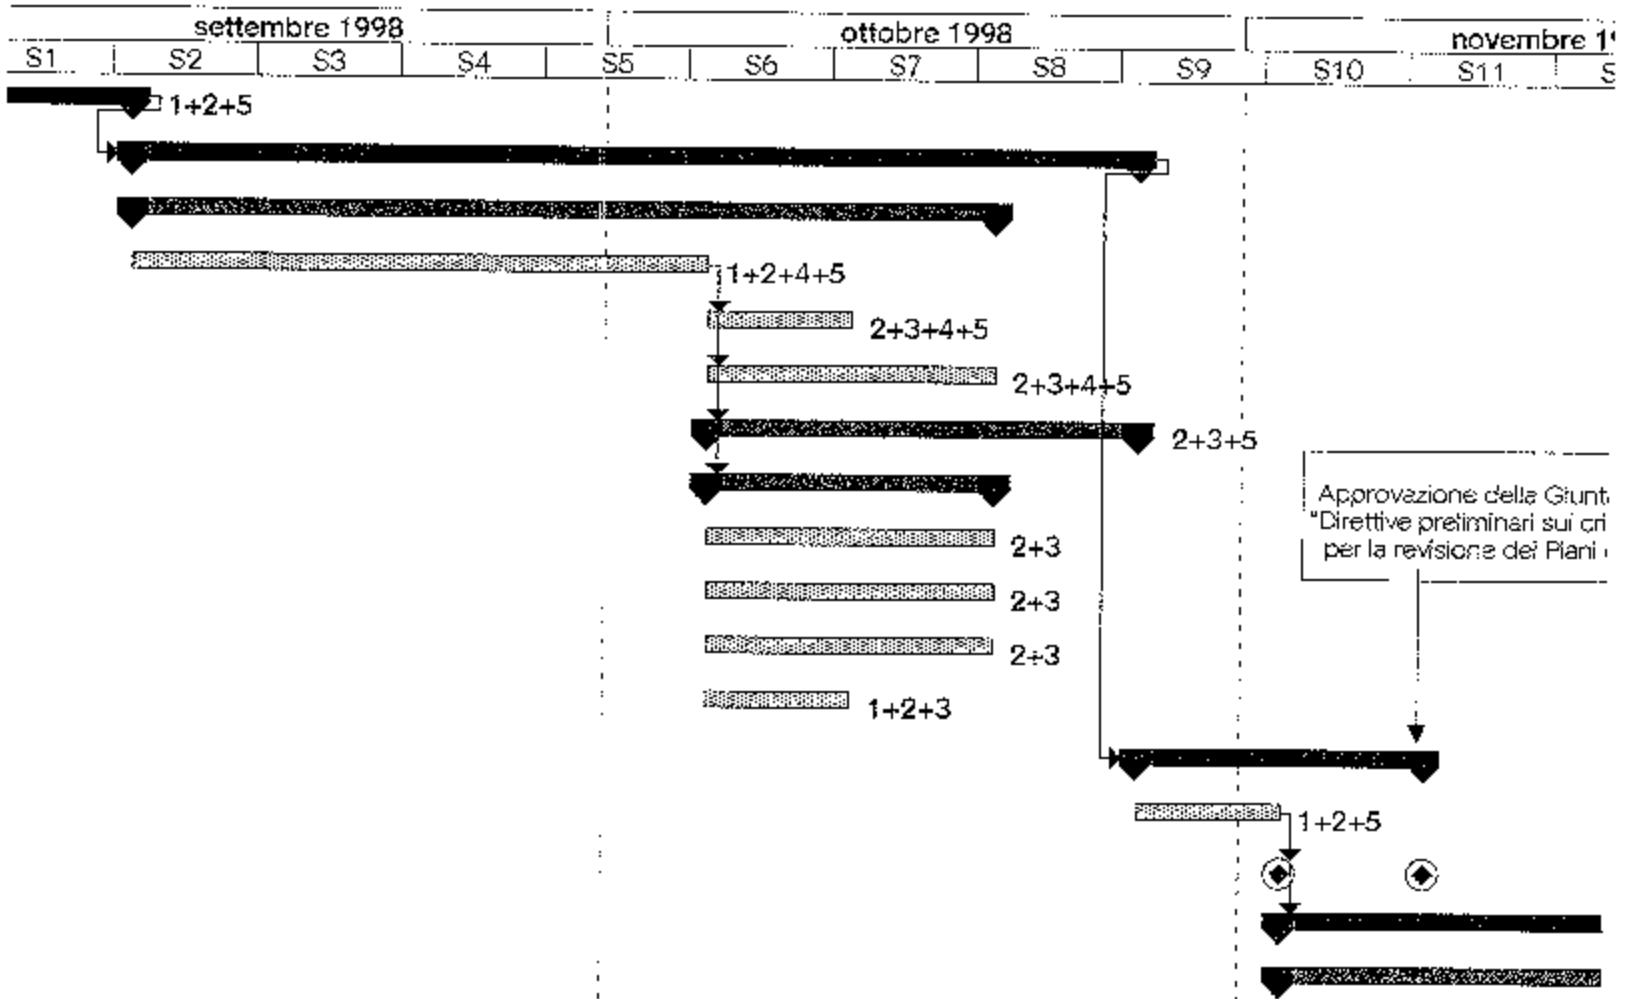 settembre 1998 ottobre 1998 novembre
S1 S2 S3 S4 S5 S6 S7 S8 S9 S10 S11
1+2+5
1+2+4+5
2+3+4+5
2+3+4+5
2+3+5
Approvazione della
"Direttive preliminari sui
per la revisione dei Piani
2+3
2+3
2+3
1+2+3
1+2+5